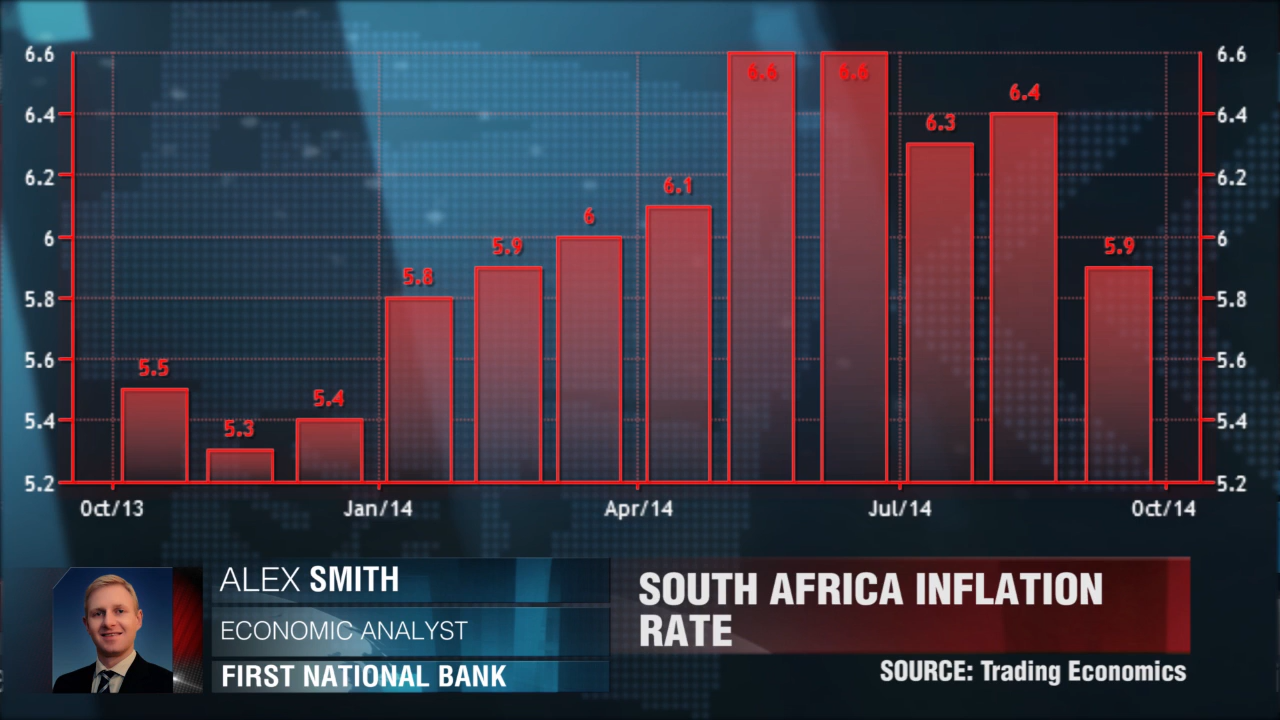 6.6 6.6
6.6 6.6
6.4
6.4 6.4
6.3
6.2 6.2
6.1
6
6 6
5.9 5.9
5.8
5.8 5.8
5.6 5.6
5.5
5.4
5.4 5.4
5.3
5.2 5.2
Oct/13 Jan/14 Apr/14 Jul/14 Oct/14
ALEX SMITH
ECONOMIC ANALYST
FIRST NATIONAL BANK
SOUTH AFRICA INFLATION
RATE
SOURCE: Trading Economics